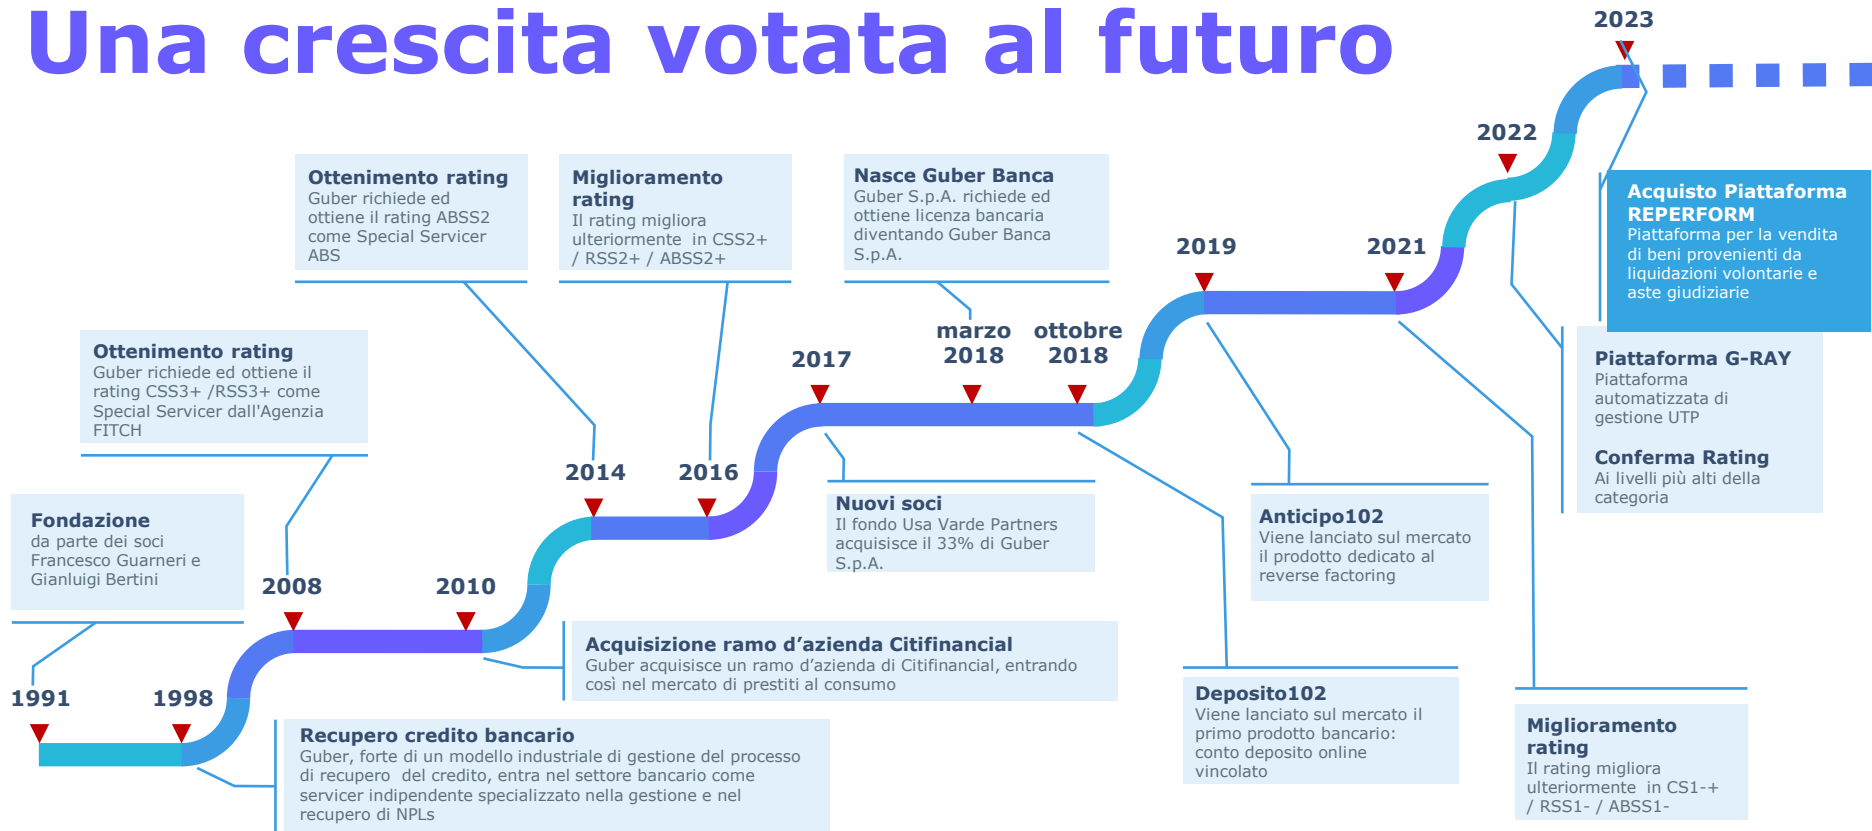 Una crescita votata al futuro
2023
2022
Ottenimento rating
Guber richiede ed
ottiene il rating ABSS2
come Special Servicer
ABS
Miglioramento
rating
Il rating migliora
ulteriormente in CSS2+
/ RSS2+ / ABSS2+
Nasce Guber Banca
Guber S.p.A. richiede ed
ottiene licenza bancaria
diventando Guber Banca
S.p.A.
Acquisto Piattaforma
REPERFORM
Piattaforma per la vendita
di beni provenienti da
liquidazioni volontarie e
aste giudiziarie
2019
2021
marzo
2018
ottobre
2018
2017
Ottenimento rating
Guber richiede ed ottiene il
rating CSS3+ /RSS3+ come
Special Servicer dall'Agenzia
FITCH
Piattaforma G-RAY
Piattaforma
automatizzata di
gestione UTP
Conferma Rating
Ai livelli più alti della
categoria
2014
2016
Nuovi soci
Il fondo Usa Varde Partners
acquisisce il 33% di Guber
S.p.A.
Anticipo102
Viene lanciato sul mercato
il prodotto dedicato al
reverse factoring
Fondazione
da parte dei soci
Francesco Guarneri e
Gianluigi Bertini
2008
2010
Acquisizione ramo d’azienda Citifinancial
Guber acquisisce un ramo d’azienda di Citifinancial, entrando
così nel mercato di prestiti al consumo
1991
1998
Deposito102
Viene lanciato sul mercato il
primo prodotto bancario:
conto deposito online
vincolato
Miglioramento
rating
Il rating migliora
ulteriormente in CS1-+
/ RSS1- / ABSS1-
Recupero credito bancario
Guber, forte di un modello industriale di gestione del processo
di recupero del credito, entra nel settore bancario come
servicer indipendente specializzato nella gestione e nel
recupero di NPLs